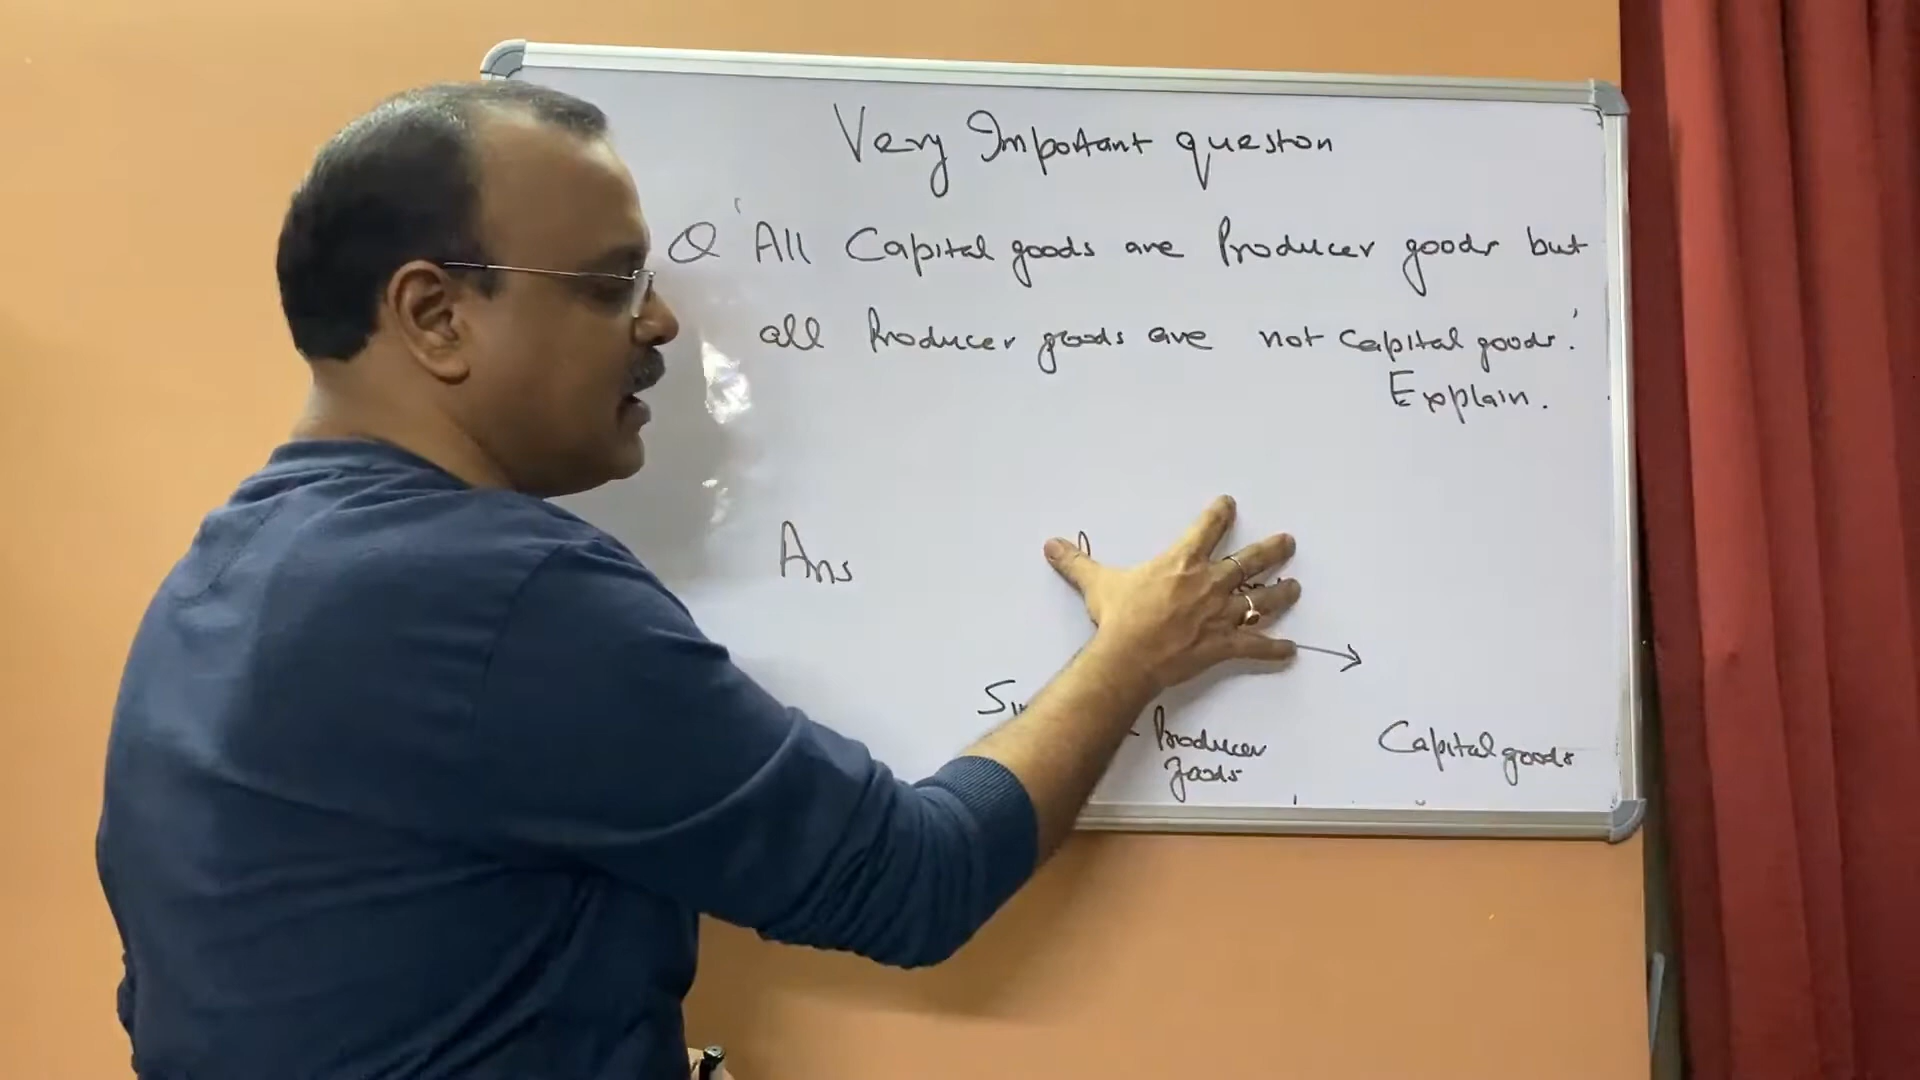 Very Important queston
Q 'All Capital goods are Producer goods but
all Producer goods are not Capital goods.'
Explain.
Ans
Producer
goods
Capital goods